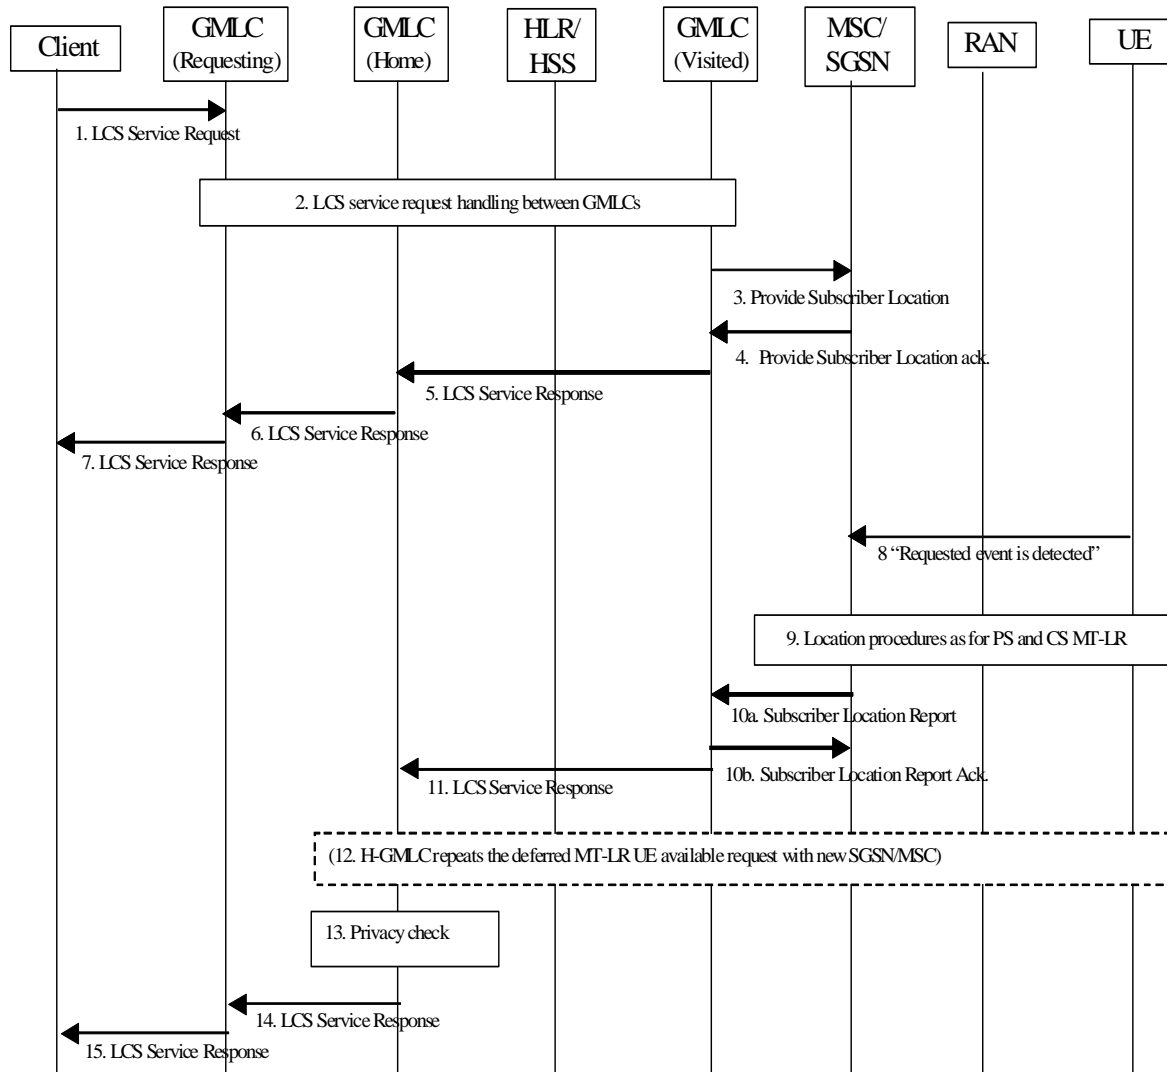 Client
GMLC
(Requesting)
GMLC
(Home)
HLR/
HSS
GMLC
(Visited)
MSC/
SGSN
RAN
UE
1. LCS Service Request
2. LCS service request handling between GMLCs
3. Provide Subscriber Location
4. Provide Subscriber Location ack.
5. LCS Service Response
6. LCS Service Response
7. LCS Service Response
8 “Requested event is detected”
9. Location procedures as for PS and CS MT-LR
10a. Subscriber Location Report
10b. Subscriber Location Report Ack.
11. LCS Service Response
(12. H-GMLC repeats the deferred MT-LR UE available request with new SGSN/MSC)
13. Privacy check
14. LCS Service Response
15. LCS Service Response